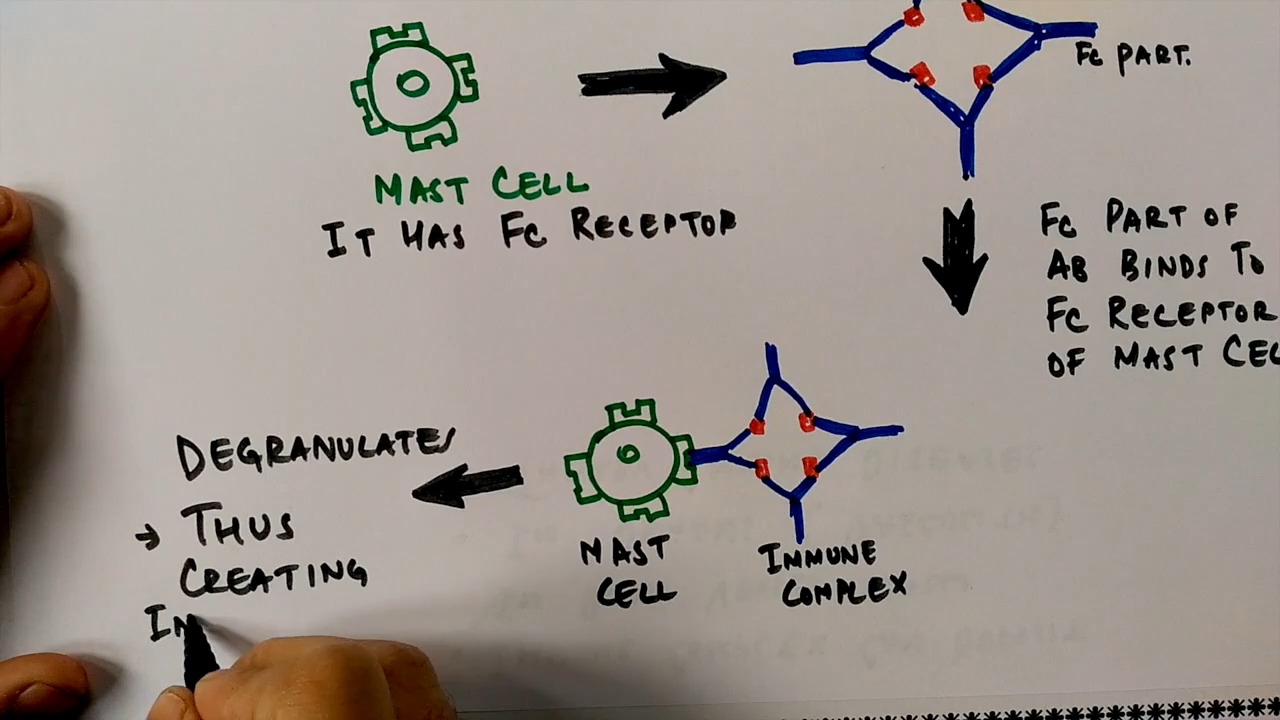 Fc PART.
MAST CELL
IT HAS Fc RECEPTOR
Fc PART OF
AB BINDS TO
Fc RECEPTOR
OF MAST CEL
DEGRANULATES
→ THUS
CREATING
IN
MAST
CELL
IMMUNE
COMPLEX